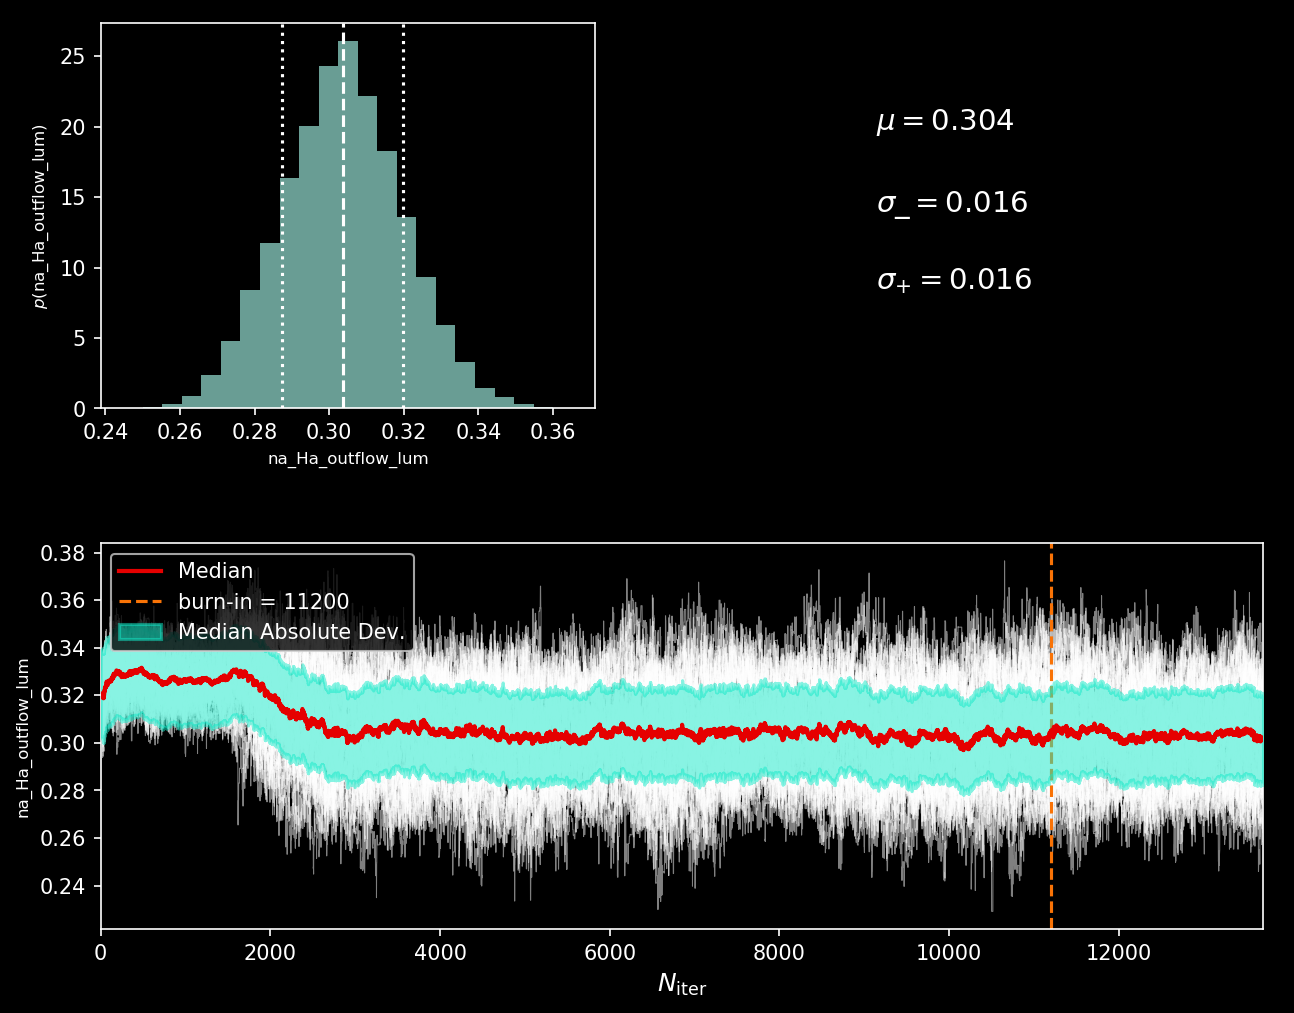 25
20
15
10
5
0
p(na_Ha_outflow_lum)
0.24 0.26 0.28 0.30 0.32 0.34 0.36
na_Ha_outflow_lum
μ = 0.304
σ_− = 0.016
σ_+ = 0.016
0.38
0.36
0.34
0.32
0.30
0.28
0.26
0.24
na_Ha_outflow_lum
Median
burn-in = 11200
Median Absolute Dev.
0 2000 4000 6000 8000 10000 12000
N_iter